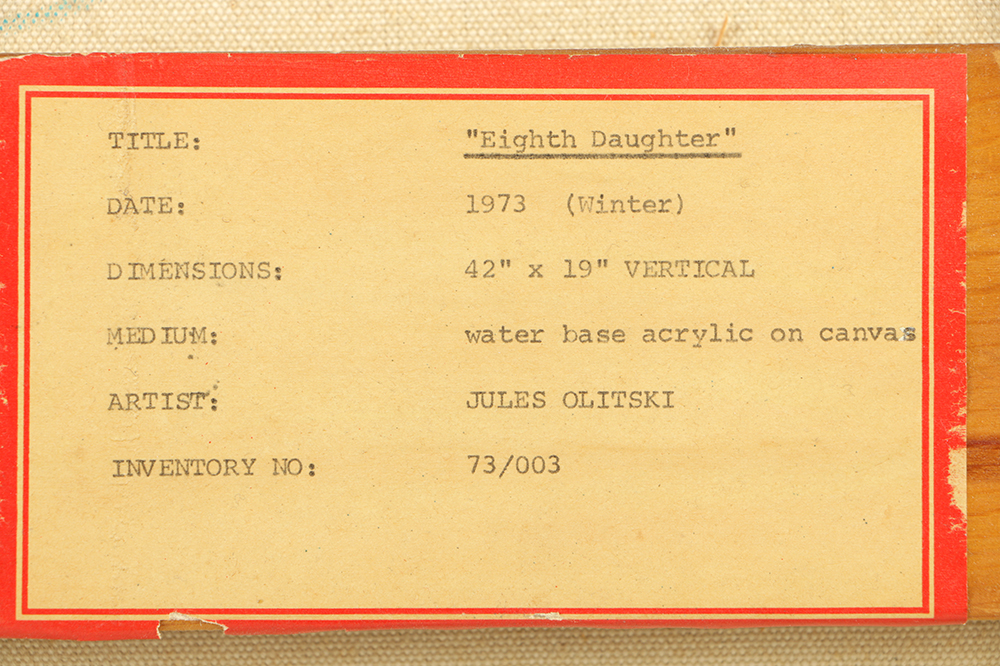 TITLE: "Eighth Daughter"
DATE: 1973 (Winter)
DIMENSIONS: 42" x 19" VERTICAL
MEDIUM: water base acrylic on canvas
ARTIST: JULES OLITSKI
INVENTORY NO: 73/003